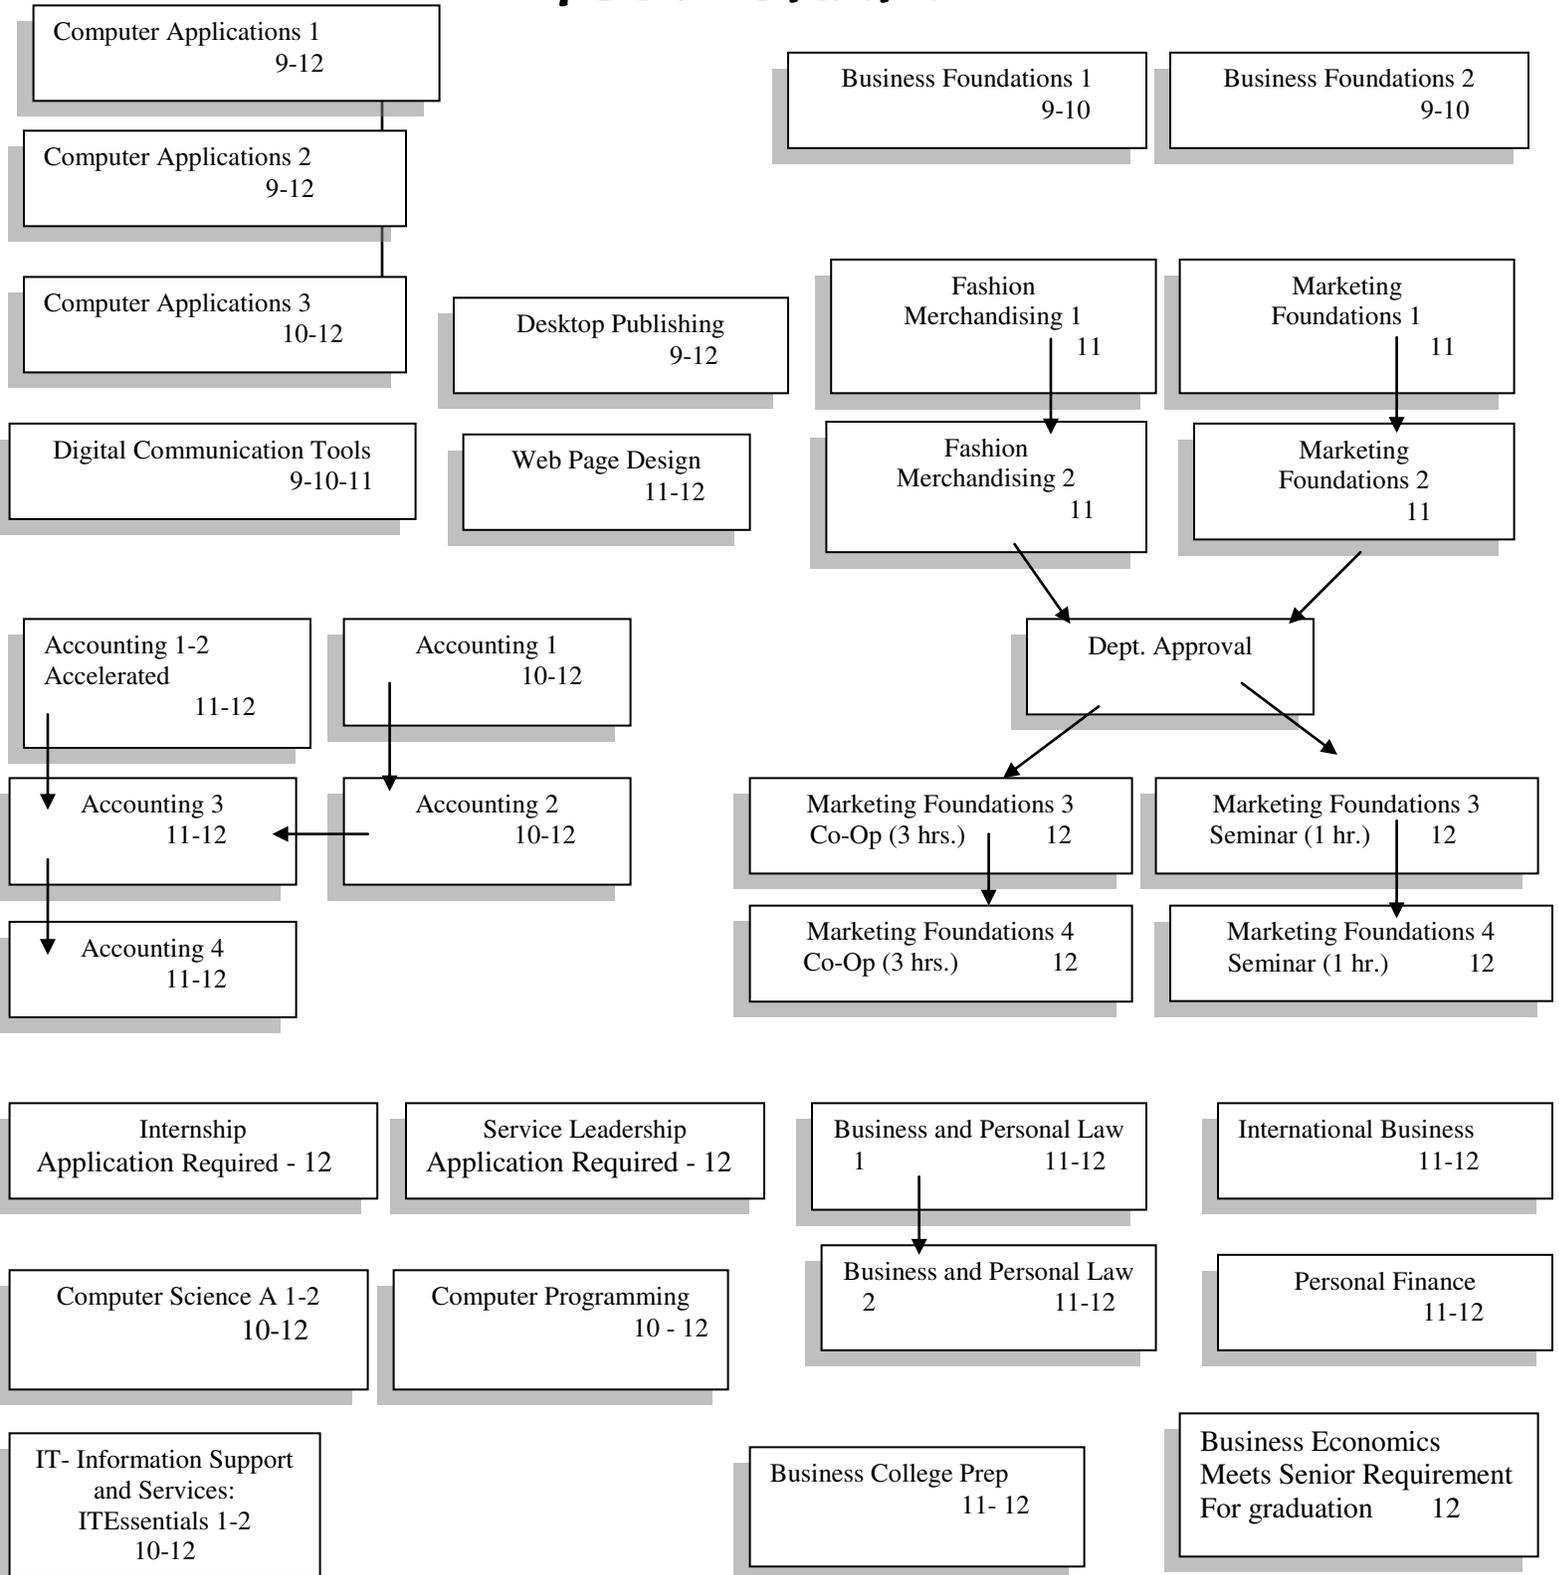 Computer Applications 1
9-12
Business Foundations 1
9-10
Business Foundations 2
9-10
Computer Applications 2
9-12
Computer Applications 3
10-12
Desktop Publishing
9-12
Fashion
Merchandising 1
11
Marketing
Foundations 1
11
Digital Communication Tools
9-10-11
Web Page Design
11-12
Fashion
Merchandising 2
11
Marketing
Foundations 2
11
Accounting 1-2
Accelerated
11-12
Accounting 1
10-12
Dept. Approval
Accounting 3
11-12
Accounting 2
10-12
Marketing Foundations 3
Co-Op (3 hrs.) 12
Marketing Foundations 3
Seminar (1 hr.) 12
Accounting 4
11-12
Marketing Foundations 4
Co-Op (3 hrs.) 12
Marketing Foundations 4
Seminar (1 hr.) 12
Internship
Application Required - 12
Service Leadership
Application Required - 12
Business and Personal Law
1 11-12
International Business
11-12
Computer Science A 1-2
10-12
Computer Programming
10 - 12
Business and Personal Law
2 11-12
Personal Finance
11-12
IT- Information Support
and Services:
ITEssentials 1-2
10-12
Business College Prep
11- 12
Business Economics
Meets Senior Requirement
For graduation 12